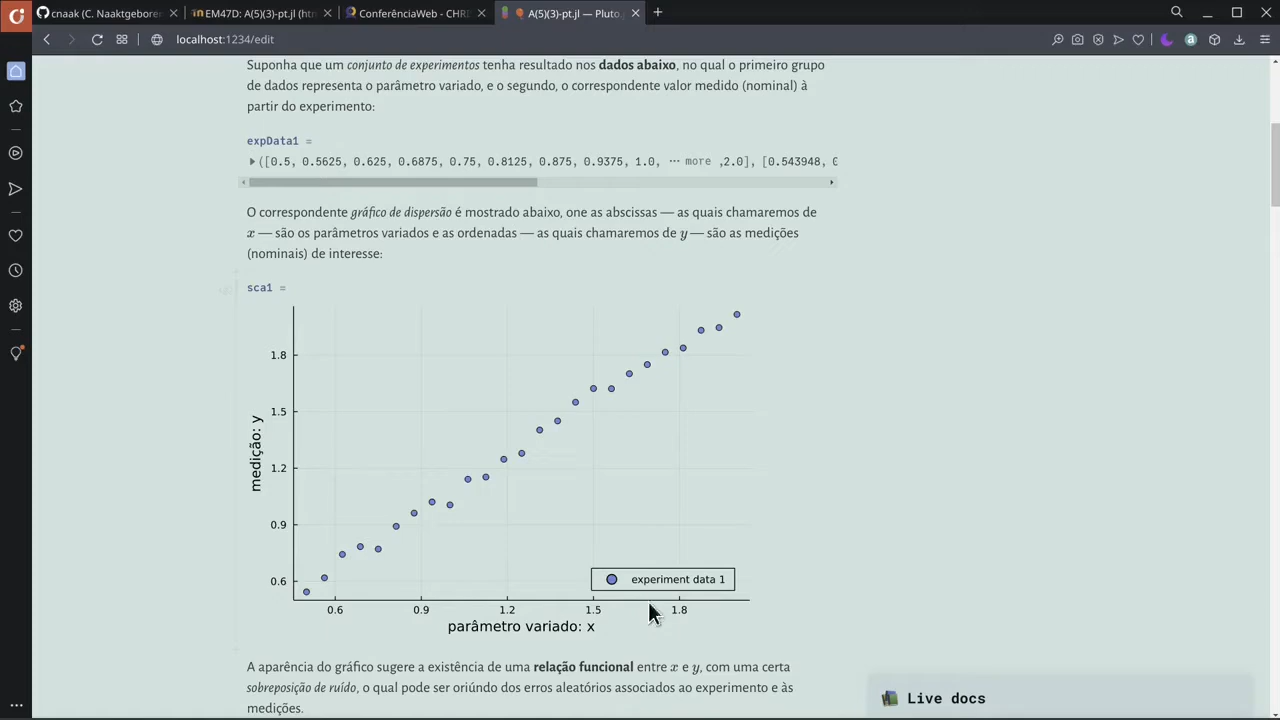 cnaak (C. Naaktgeboren
EM47D: A(5)(3)-pt.jl (htm
ConferênciaWeb - CHRI
A(5)(3)-pt.jl — Pluto
localhost:1234/edit
Suponha que um conjunto de experimentos tenha resultado nos dados abaixo, no qual o primeiro grupo
de dados representa o parâmetro variado, e o segundo, o correspondente valor medido (nominal) à
partir do experimento:
expData1 =
([0.5, 0.5625, 0.625, 0.6875, 0.75, 0.8125, 0.875, 0.9375, 1.0, ⋯ more ,2.0], [0.543948, 0
O correspondente gráfico de dispersão é mostrado abaixo, one as abscissas — as quais chamaremos de
x — são os parâmetros variados e as ordenadas — as quais chamaremos de y — são as medições
(nominais) de interesse:
sca1 =
medição: y
1.8
1.5
1.2
0.9
0.6
experiment data 1
0.6 0.9 1.2 1.5 1.8
parâmetro variado: x
A aparência do gráfico sugere a existência de uma relação funcional entre x e y, com uma certa
sobreposição de ruído, o qual pode ser oriúndo dos erros aleatórios associados ao experimento e às
medições.
Live docs